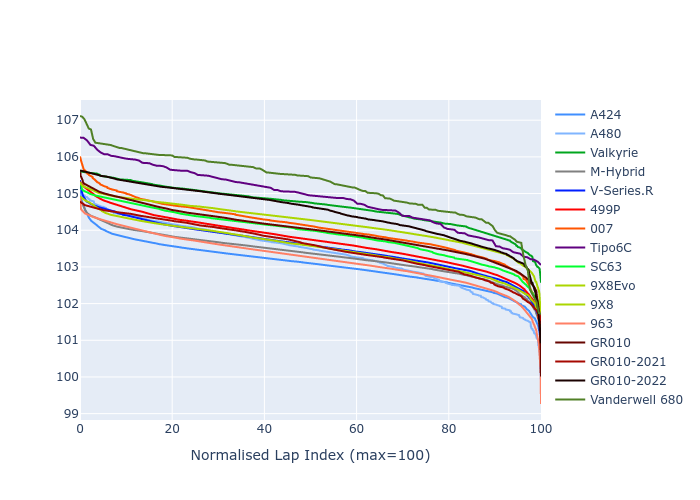 107
106
105
104
103
102
101
100
99
0
20
40
60
80
100
Normalised Lap Index (max=100)
A424
A480
Valkyrie
M-Hybrid
V-Series.R
499P
007
Tipo6C
SC63
9X8Evo
9X8
963
GR010
GR010-2021
GR010-2022
Vanderwell 680